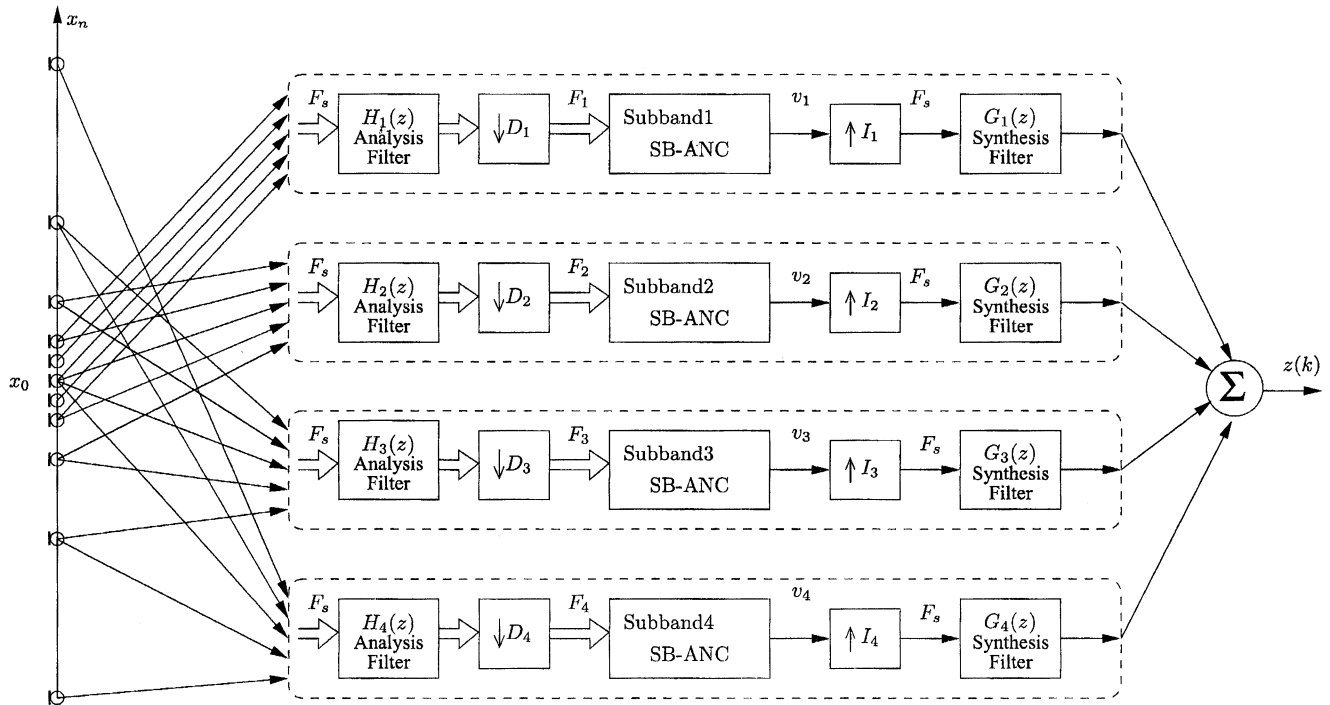 x_n
F_s
H_1(z)
Analysis
Filter
↓D_1
F_1
Subband1
SB-ANC
v_1
↑I_1
F_s
G_1(z)
Synthesis
Filter
F_s
H_2(z)
Analysis
Filter
↓D_2
F_2
Subband2
SB-ANC
v_2
↑I_2
F_s
G_2(z)
Synthesis
Filter
x_0
Σ
z(k)
F_s
H_3(z)
Analysis
Filter
↓D_3
F_3
Subband3
SB-ANC
v_3
↑I_3
F_s
G_3(z)
Synthesis
Filter
F_s
H_4(z)
Analysis
Filter
↓D_4
F_4
Subband4
SB-ANC
v_4
↑I_4
F_s
G_4(z)
Synthesis
Filter